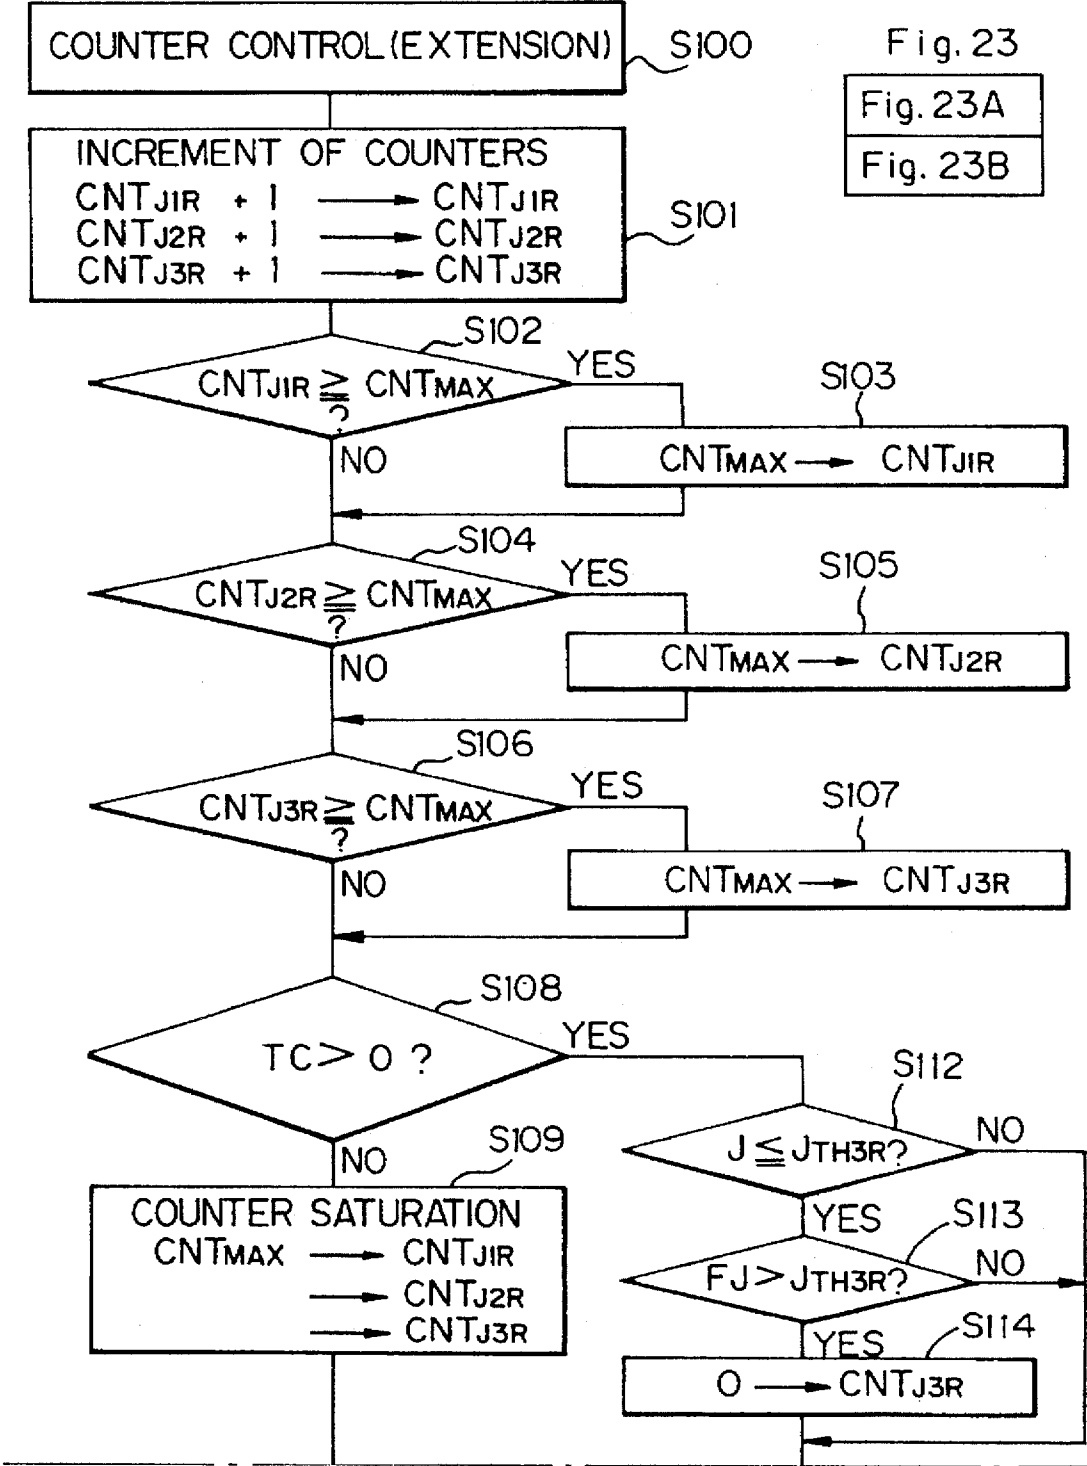 COUNTER CONTROL(EXTENSION)
S100
Fig. 23
Fig. 23A
Fig. 23B
INCREMENT OF COUNTERS
CNTJ1R + 1 → CNTJ1R
CNTJ2R + 1 → CNTJ2R
CNTJ3R + 1 → CNTJ3R
S101
S102
CNTJ1R ≧ CNTMAX
?
YES
NO
S103
CNTMAX → CNTJ1R
S104
CNTJ2R ≧ CNTMAX
?
YES
NO
S105
CNTMAX → CNTJ2R
S106
CNTJ3R ≧ CNTMAX
?
YES
NO
S107
CNTMAX → CNTJ3R
S108
TC > 0 ?
YES
NO
S109
COUNTER SATURATION
CNTMAX → CNTJ1R
→ CNTJ2R
→ CNTJ3R
S112
J ≦ JTH3R?
NO
YES
S113
FJ > JTH3R?
NO
YES
S114
0 → CNTJ3R